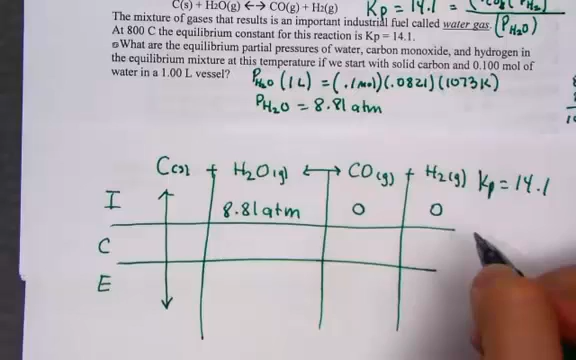 C(s) + H2O(g) ←→ CO(g) + H2(g) Kp = 14.1 =
The mixture of gases that results is an important industrial fuel called water gas. (PH2O)
At 800 C the equilibrium constant for this reaction is Kp = 14.1.
What are the equilibrium partial pressures of water, carbon monoxide, and hydrogen in
the equilibrium mixture at this temperature if we start with solid carbon and 0.100 mol of
water in a 1.00 L vessel? PH2O (1 L) = (.1mol)(.0821)(1073K)
PH2O = 8.81 atm
C(s) + H2O(g) ←→ CO(g) + H2(g) Kp = 14.1
I 8.81 atm 0 0
C
E